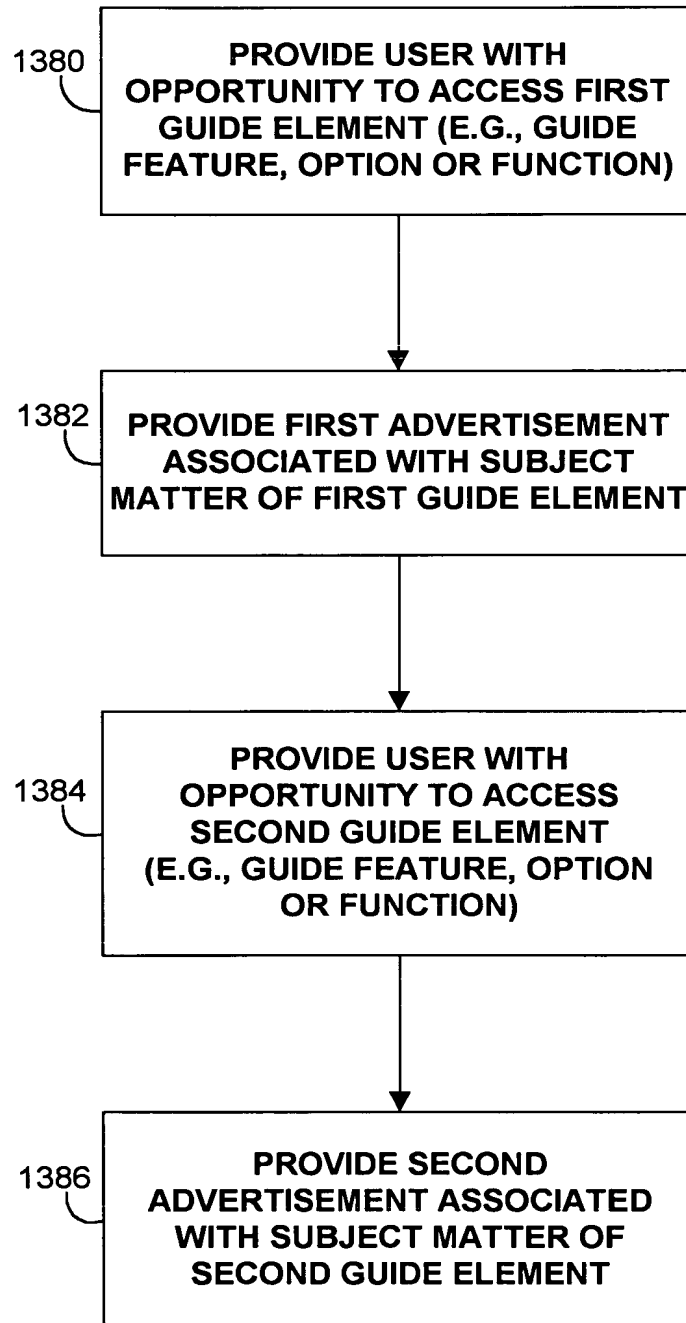 1380
PROVIDE USER WITH
OPPORTUNITY TO ACCESS FIRST
GUIDE ELEMENT (E.G., GUIDE
FEATURE, OPTION OR FUNCTION)
1382
PROVIDE FIRST ADVERTISEMENT
ASSOCIATED WITH SUBJECT
MATTER OF FIRST GUIDE ELEMENT
1384
PROVIDE USER WITH
OPPORTUNITY TO ACCESS
SECOND GUIDE ELEMENT
(E.G., GUIDE FEATURE, OPTION
OR FUNCTION)
1386
PROVIDE SECOND
ADVERTISEMENT ASSOCIATED
WITH SUBJECT MATTER OF
SECOND GUIDE ELEMENT